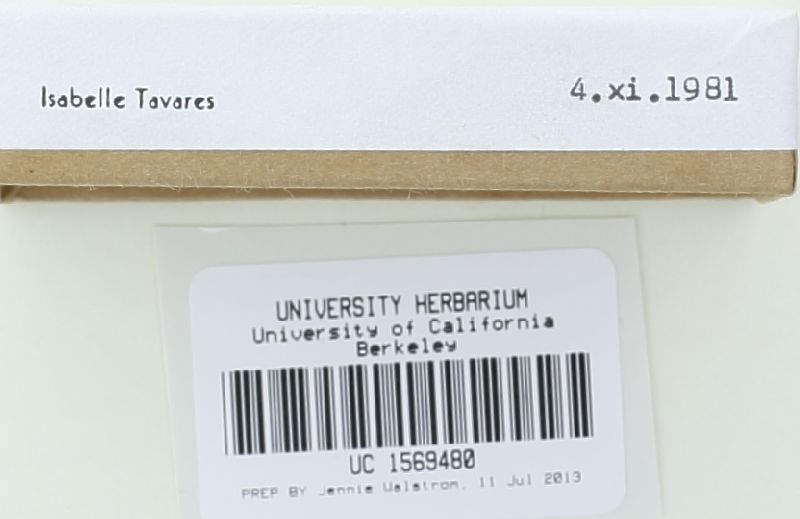 Isabelle Tavares 4.xi.1981
UNIVERSITY HERBARIUM
University of California
Berkeley
UC 1569480
PREP BY Jennie Walstrom, 11 Jul 2013